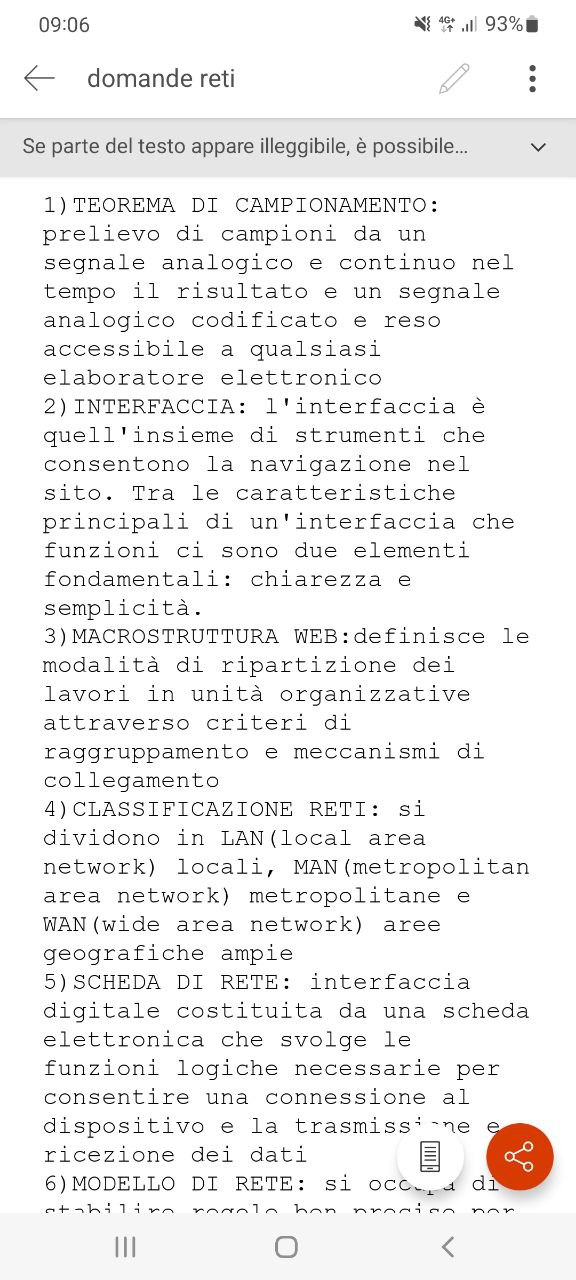 09:06 4G+ 93%
domande reti
Se parte del testo appare illeggibile, è possibile...
1)TEOREMA DI CAMPIONAMENTO:
prelievo di campioni da un
segnale analogico e continuo nel
tempo il risultato e un segnale
analogico codificato e reso
accessibile a qualsiasi
elaboratore elettronico
2)INTERFACCIA: l'interfaccia è
quell'insieme di strumenti che
consentono la navigazione nel
sito. Tra le caratteristiche
principali di un'interfaccia che
funzioni ci sono due elementi
fondamentali: chiarezza e
semplicità.
3)MACROSTRUTTURA WEB:definisce le
modalità di ripartizione dei
lavori in unità organizzative
attraverso criteri di
raggruppamento e meccanismi di
collegamento
4)CLASSIFICAZIONE RETI: si
dividono in LAN(local area
network) locali, MAN(metropolitan
area network) metropolitane e
WAN(wide area network) aree
geografiche ampie
5)SCHEDA DI RETE: interfaccia
digitale costituita da una scheda
elettronica che svolge le
funzioni logiche necessarie per
consentire una connessione al
dispositivo e la trasmissione e
ricezione dei dati
6)MODELLO DI RETE: si occupa di
stabilire regole ben precise per